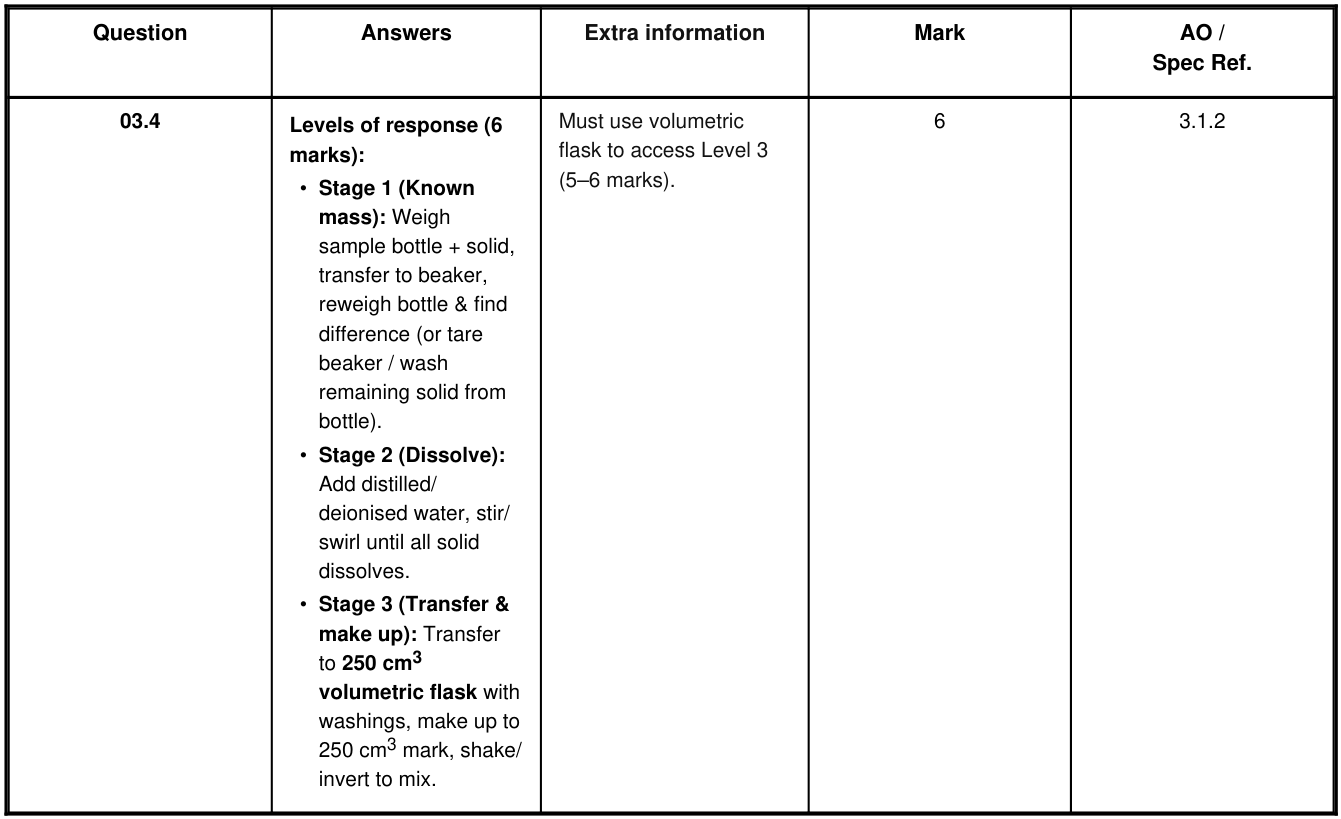 Question Answers Extra information Mark AO /
Spec Ref.
03.4
Levels of response (6
marks):
• Stage 1 (Known
mass): Weigh
sample bottle + solid,
transfer to beaker,
reweigh bottle & find
difference (or tare
beaker / wash
remaining solid from
bottle).
• Stage 2 (Dissolve):
Add distilled/
deionised water, stir/
swirl until all solid
dissolves.
• Stage 3 (Transfer &
make up): Transfer
to 250 cm³
volumetric flask with
washings, make up to
250 cm³ mark, shake/
invert to mix.
Must use volumetric
flask to access Level 3
(5–6 marks).
6
3.1.2